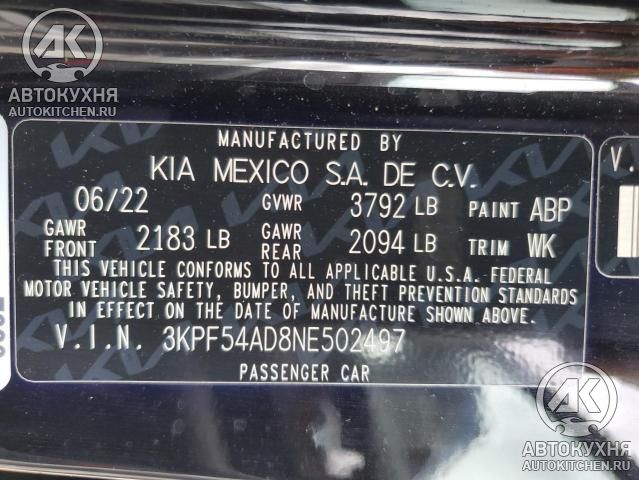 AK
АВТОКУХНЯ
AUTOKITCHEN.RU
MANUFACTURED BY
KIA MEXICO S.A. DE C.V.
06/22 GVWR 3792 LB PAINT ABP
GAWR FRONT 2183 LB GAWR REAR 2094 LB TRIM WK
THIS VEHICLE CONFORMS TO ALL APPLICABLE U.S.A. FEDERAL
MOTOR VEHICLE SAFETY, BUMPER, AND THEFT PREVENTION STANDARDS
IN EFFECT ON THE DATE OF MANUFACTURE SHOWN ABOVE.
V.I.N. 3KPF54AD8NE502497
PASSENGER CAR
V.
AK
АВТОКУХНЯ
AUTOKITCHEN.RU